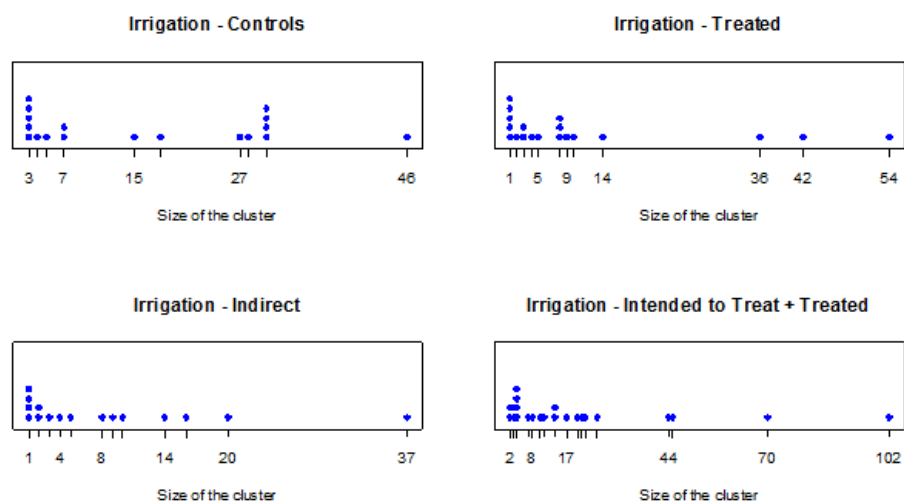 Irrigation - Controls
3 7 15 27 46
Size of the cluster
Irrigation - Treated
1 5 9 14 36 42 54
Size of the cluster
Irrigation - Indirect
1 4 8 14 20 37
Size of the cluster
Irrigation - Intended to Treat + Treated
2 8 17 44 70 102
Size of the cluster